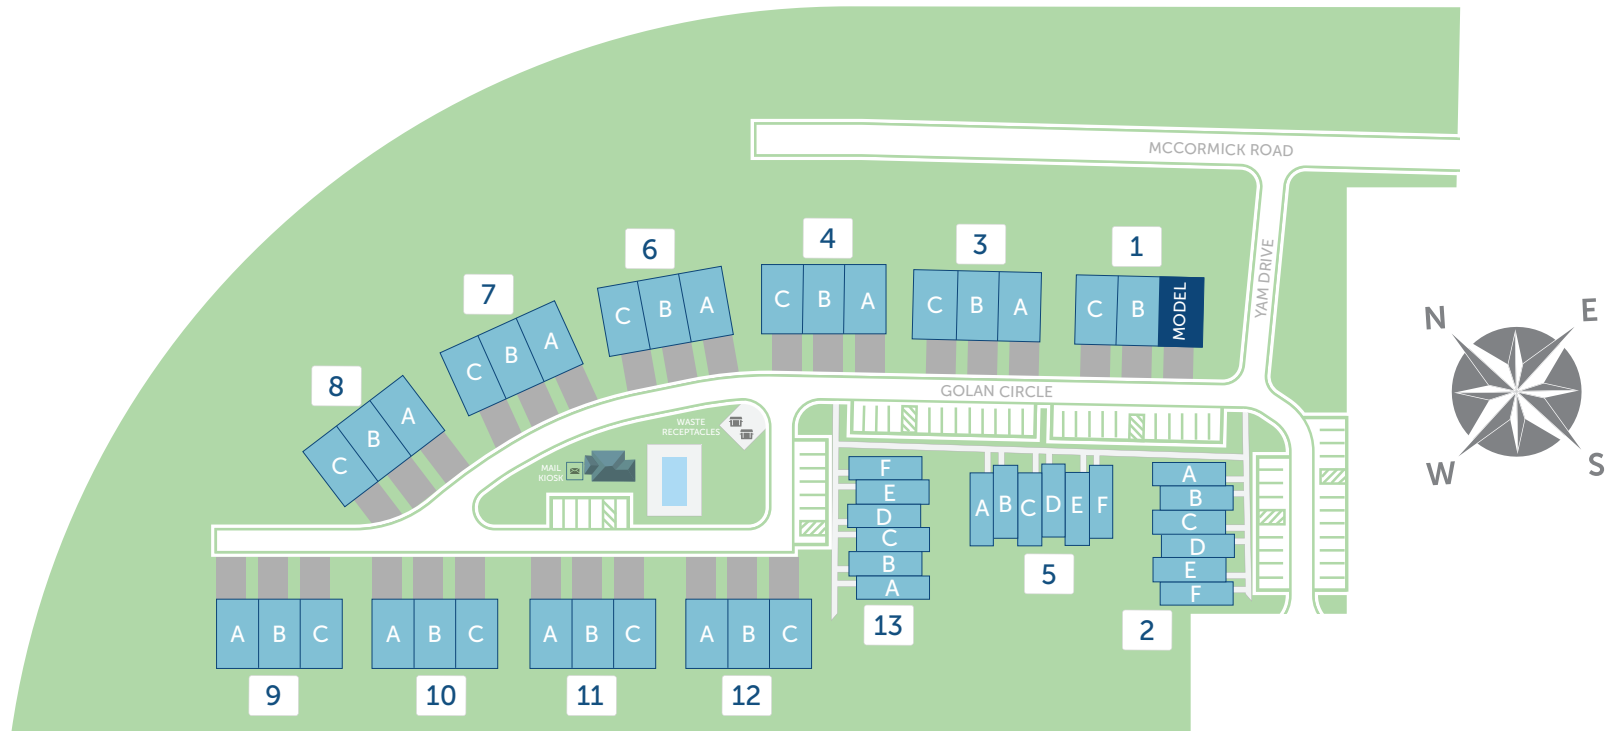 MCCORMICK ROAD
YAM DRIVE
GOLAN CIRCLE
1
C B MODEL
3
C B A
4
C B A
6
C B A
7
C B A
8
C B A
N E
W S
WASTE
RECEPTACLES
MAIL
KIOSK
F
E
D
C
B
A
13
A B C D E F
5
A
B
C
D
E
F
2
A B C
9
A B C
10
A B C
11
A B C
12